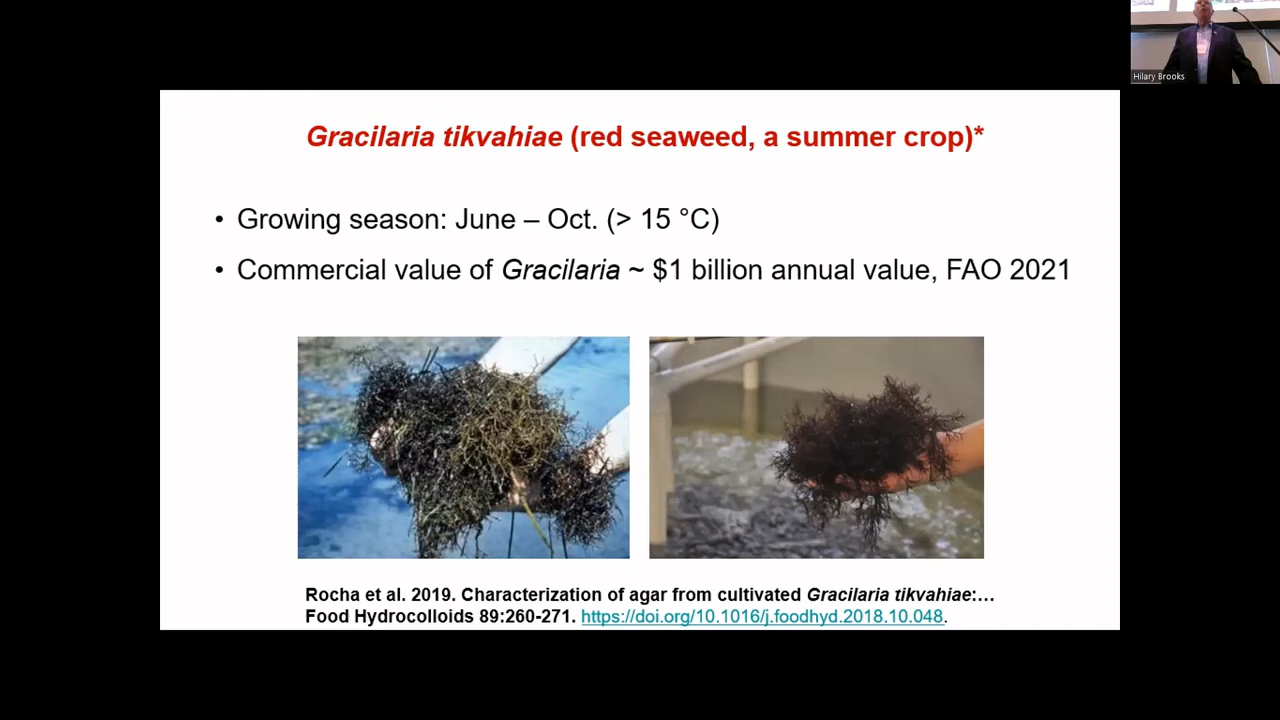 Hilary Brooks
Gracilaria tikvahiae (red seaweed, a summer crop)*
• Growing season: June – Oct. (> 15 °C)
• Commercial value of Gracilaria ~ $1 billion annual value, FAO 2021
Rocha et al. 2019. Characterization of agar from cultivated Gracilaria tikvahiae:…
Food Hydrocolloids 89:260-271. https://doi.org/10.1016/j.foodhyd.2018.10.048.